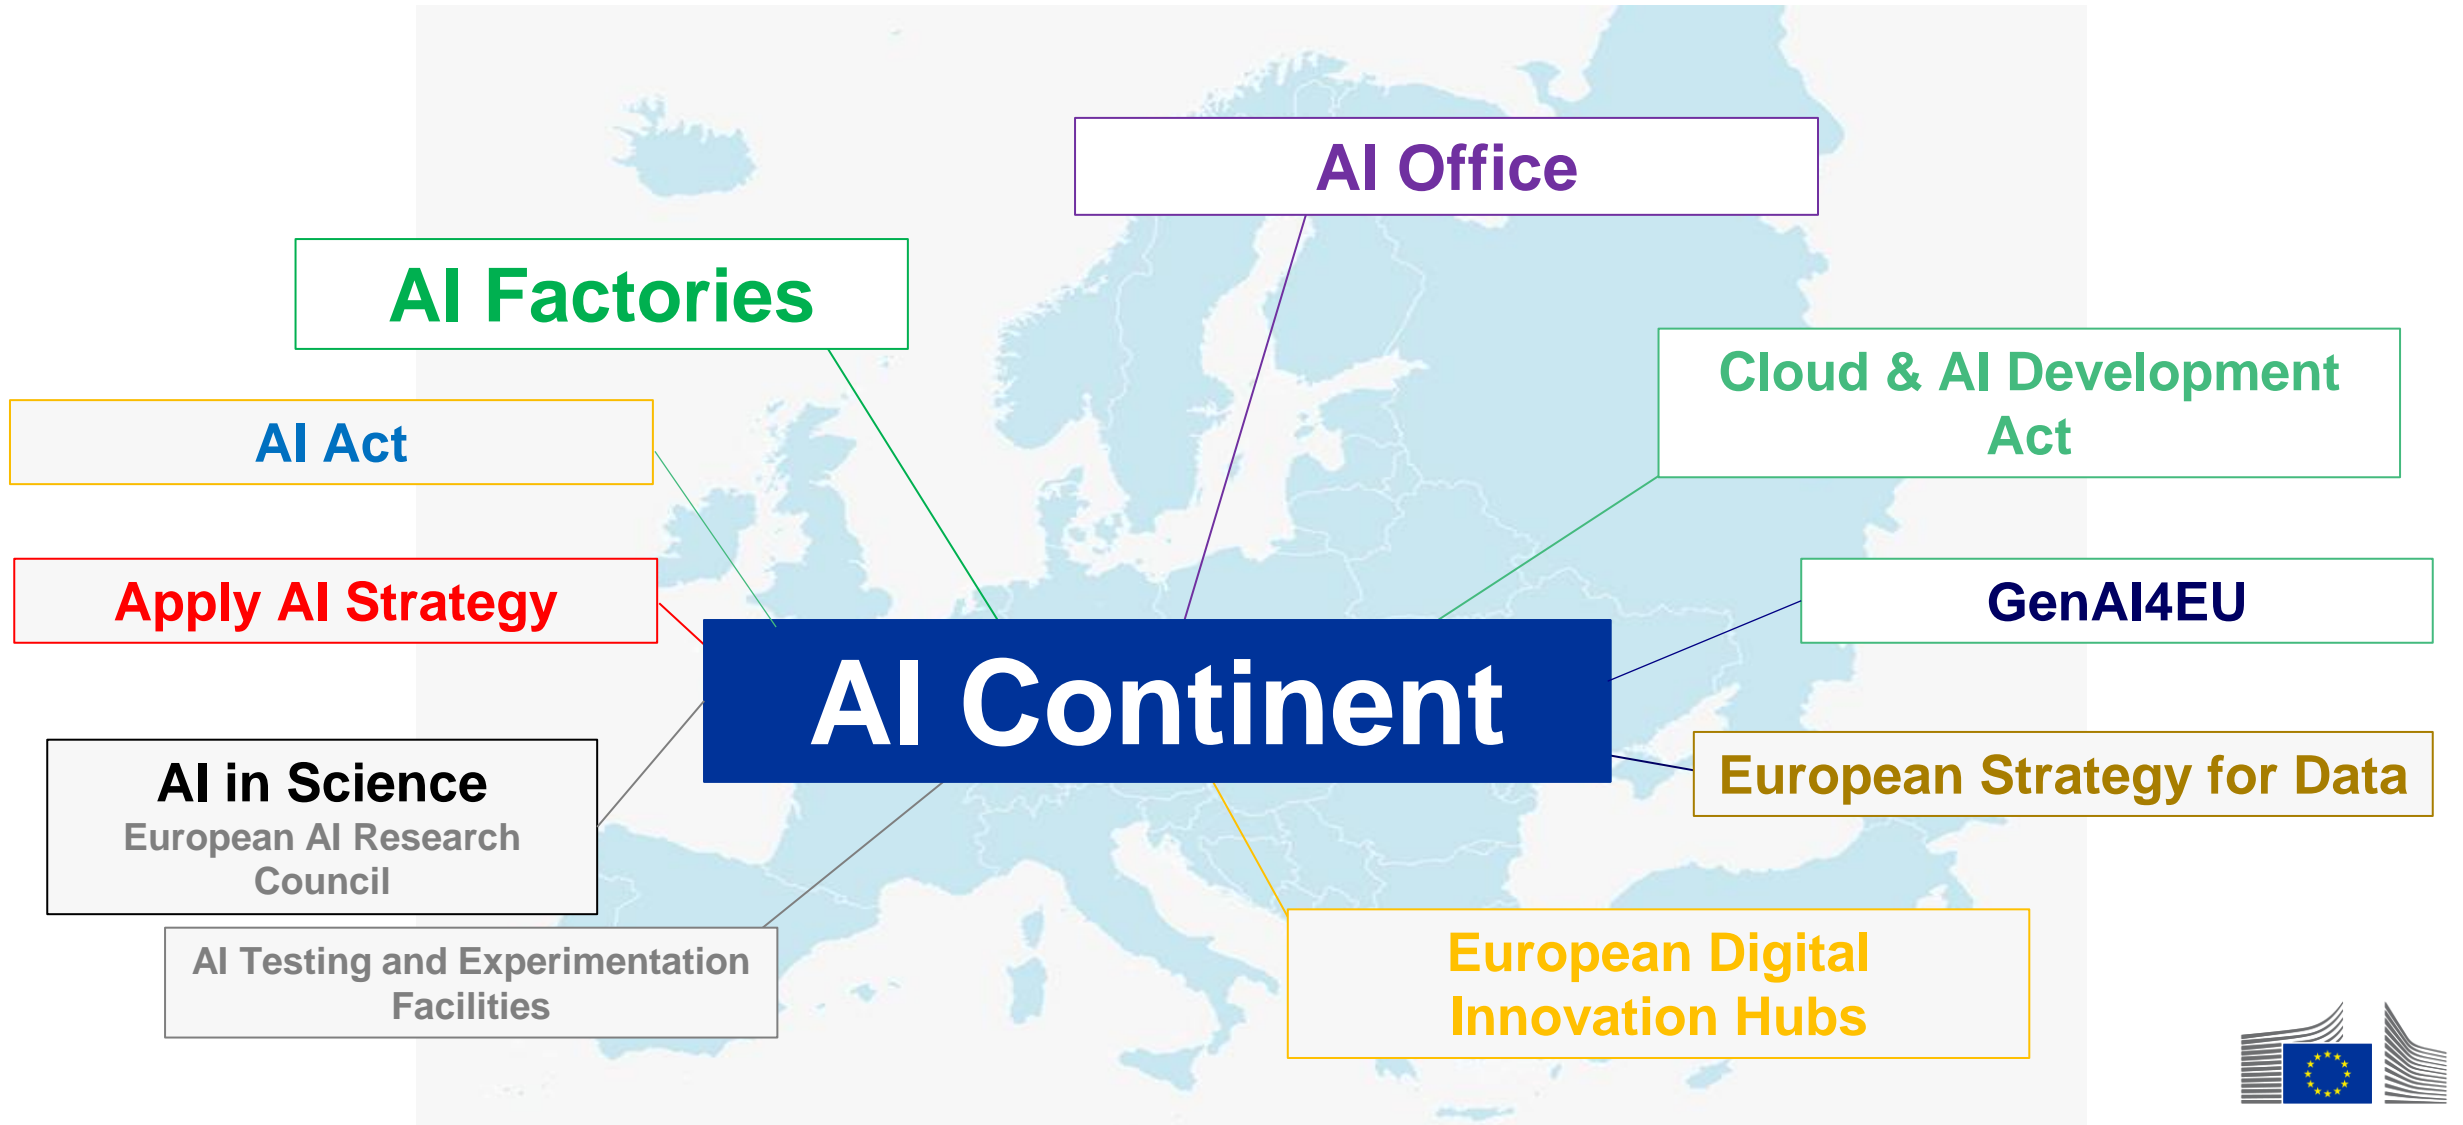 AI Office
AI Factories
Cloud & AI Development
Act
AI Act
Apply AI Strategy
GenAI4EU
AI Continent
AI in Science
European AI Research
Council
European Strategy for Data
AI Testing and Experimentation
Facilities
European Digital
Innovation Hubs